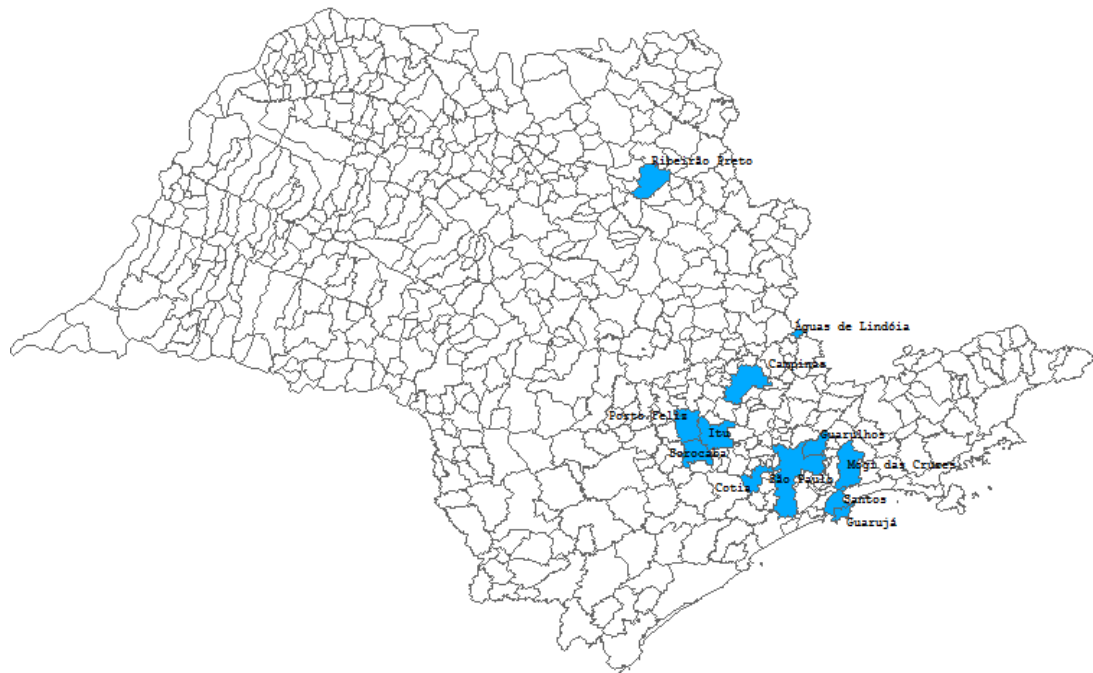 Ribeirão Preto
Águas de Lindóia
Campinas
Porto Feliz
Itu
Guarulhos
Sorocaba
Mogi das Cruzes
São Paulo
Cotia
Santos
Guarujá